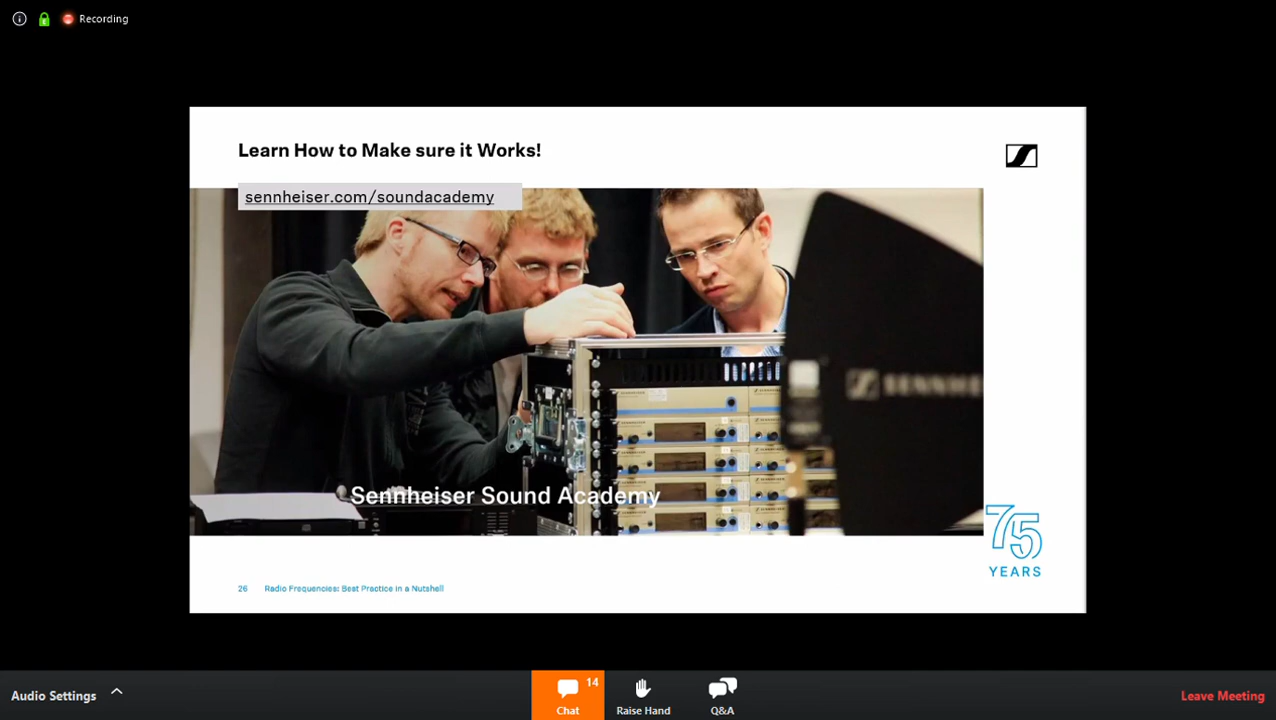 Recording
Learn How to Make sure it Works!
sennheiser.com/soundacademy
SENNHEISER
Sennheiser Sound Academy
75
YEARS
26 Radio Frequencies: Best Practice in a Nutshell
Audio Settings
14
Chat
Raise Hand
Q&A
Leave Meeting